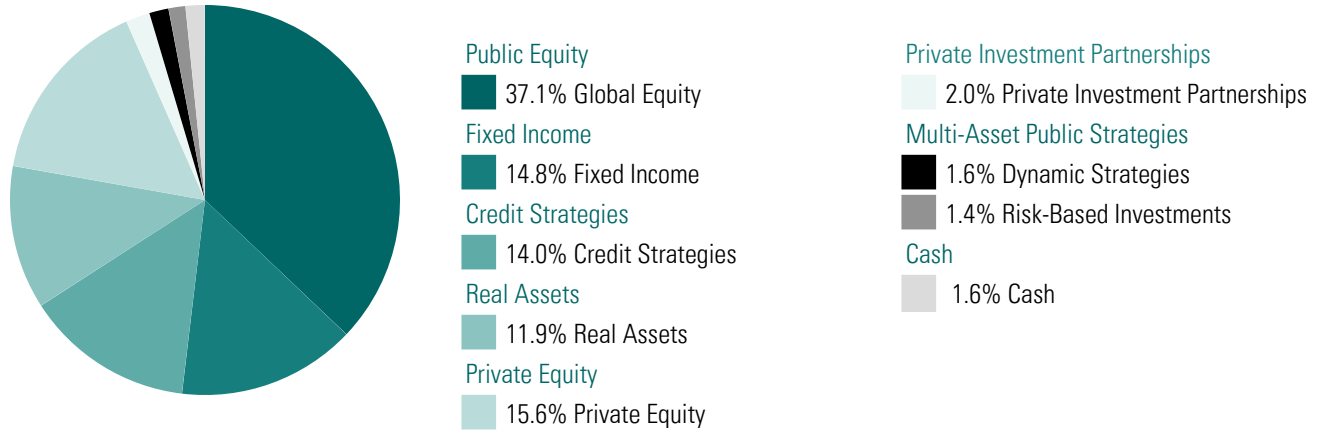 Public Equity
37.1% Global Equity
Fixed Income
14.8% Fixed Income
Credit Strategies
14.0% Credit Strategies
Real Assets
11.9% Real Assets
Private Equity
15.6% Private Equity
Private Investment Partnerships
2.0% Private Investment Partnerships
Multi-Asset Public Strategies
1.6% Dynamic Strategies
1.4% Risk-Based Investments
Cash
1.6% Cash